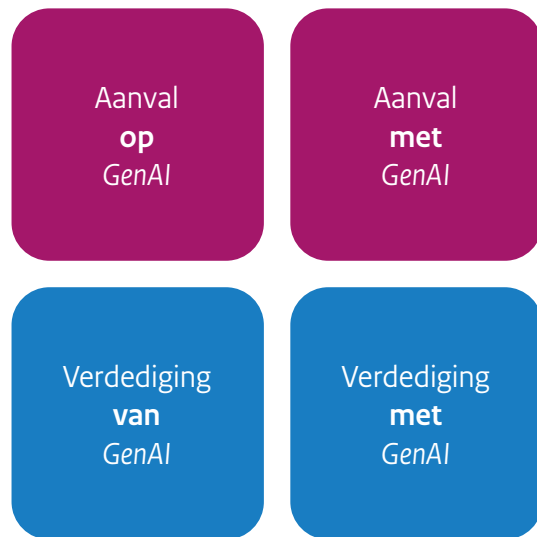 Aanval
op
GenAI
Aanval
met
GenAI
Verdediging
van
GenAI
Verdediging
met
GenAI